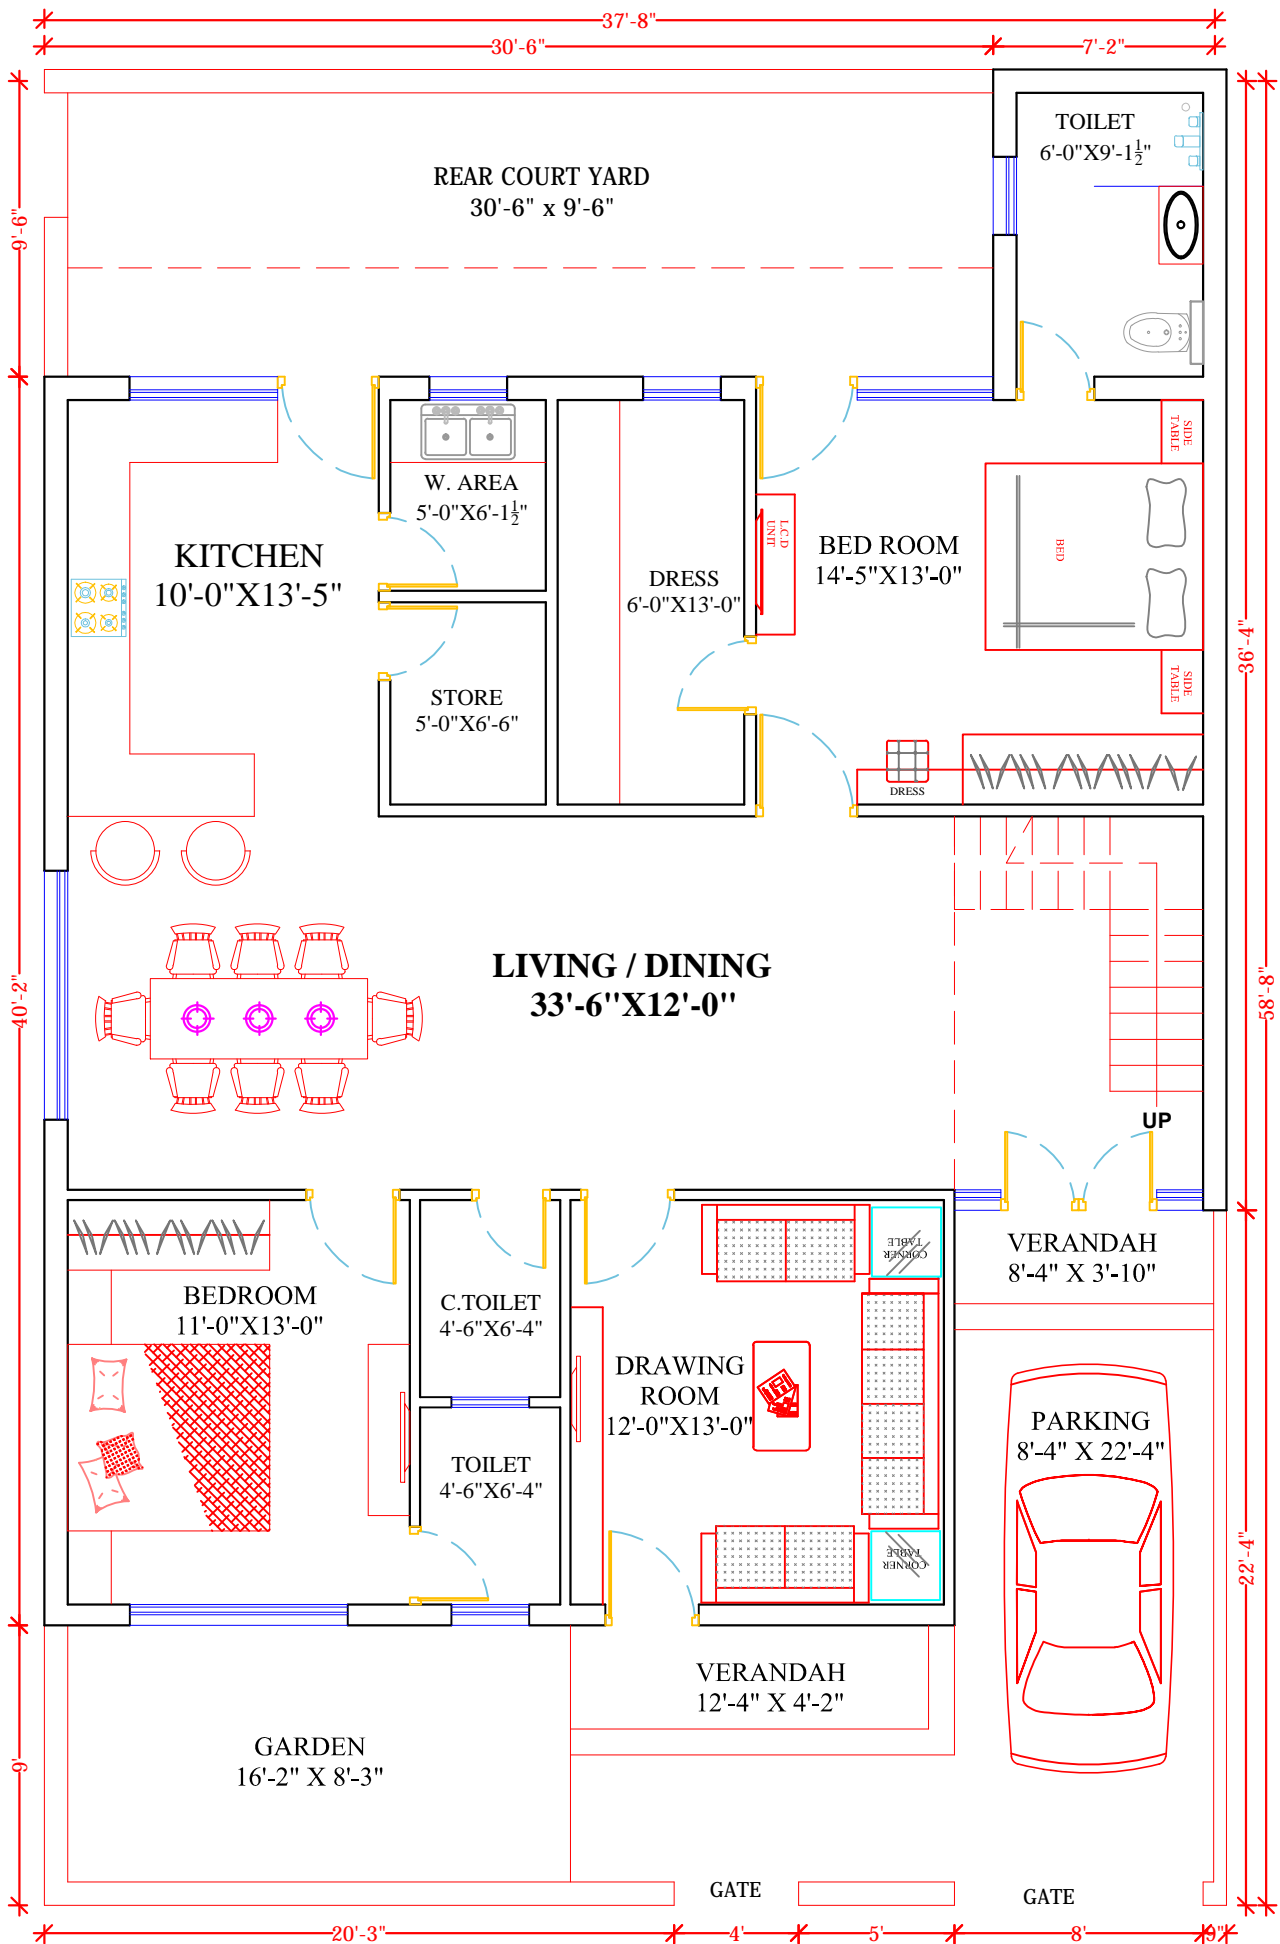 37'-8"
30'-6"
7'-2"
TOILET
6'-0"X9'-1½"
REAR COURT YARD
30'-6" x 9'-6"
9'-6"
SIDE
TABLE
W. AREA
5'-0"X6'-1½"
L.C.D
UNIT
KITCHEN
10'-0"X13'-5"
BED ROOM
14'-5"X13'-0"
BED
DRESS
6'-0"X13'-0"
36'-4"
STORE
5'-0"X6'-6"
SIDE
TABLE
DRESS
LIVING / DINING
33'-6"X12'-0"
40'-2"
58'-8"
UP
VERANDAH
8'-4" X 3'-10"
CORNER
TABLE
BEDROOM
11'-0"X13'-0"
C.TOILET
4'-6"X6'-4"
DRAWING
ROOM
12'-0"X13'-0"
PARKING
8'-4" X 22'-4"
TOILET
4'-6"X6'-4"
CORNER
TABLE
22'-4"
VERANDAH
12'-4" X 4'-2"
GARDEN
16'-2" X 8'-3"
9'
GATE
GATE
20'-3"
4'
5'
8'
9"